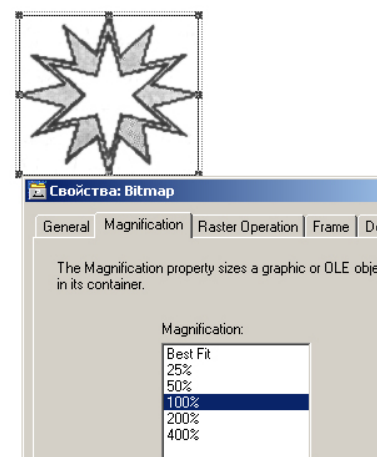 Свойства: Bitmap
General Magnification Raster Operation Frame
The Magnification property sizes a graphic or OLE
in its container.
Magnification:
Best Fit
25%
50%
100%
200%
400%